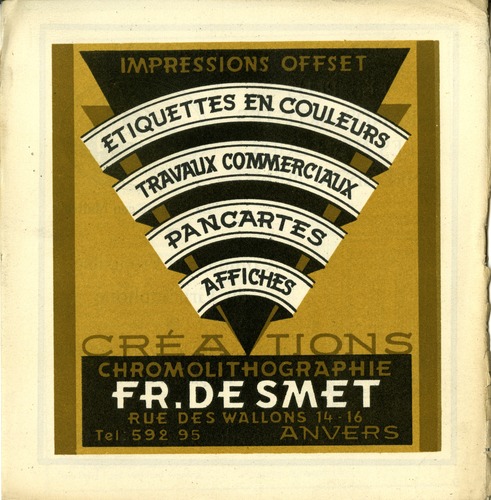 IMPRESSIONS OFFSET
ETIQUETTES EN COULEURS
TRAVAUX COMMERCIAUX
PANCARTES
AFFICHES
CRÉATIONS
CHROMOLITHOGRAPHIE
FR. DE SMET
RUE DES WALLONS 14-16
Tel: 592 95 ANVERS